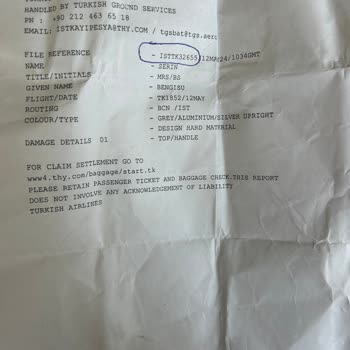 HANDLED BY TURKISH GROUND SERVICES
PH : +90 212 463 65 18
EMAIL: ISTKAYIPESYA@THY.COM / tgsbat@tgs.aero
FILE REFERENCE - ISTTK32655/12MAY24/1034GMT
NAME - SERIN
TITLE/INITIALS - MRS/BS
GIVEN NAME - BENGISU
FLIGHT/DATE - TK1852/12MAY
ROUTING - BCN /IST
COLOUR/TYPE - GREY/ALUMINIUM/SILVER UPRIGHT
- DESIGN HARD MATERIAL
DAMAGE DETAILS 01 - TOP/HANDLE
FOR CLAIM SETTLEMENT GO TO
www4.thy.com/baggage/start.tk
PLEASE RETAIN PASSENGER TICKET AND BAGGAGE CHECK.THIS REPORT
DOES NOT INVOLVE ANY ACKNOWLEDGEMENT OF LIABILITY
TURKISH AIRLINES